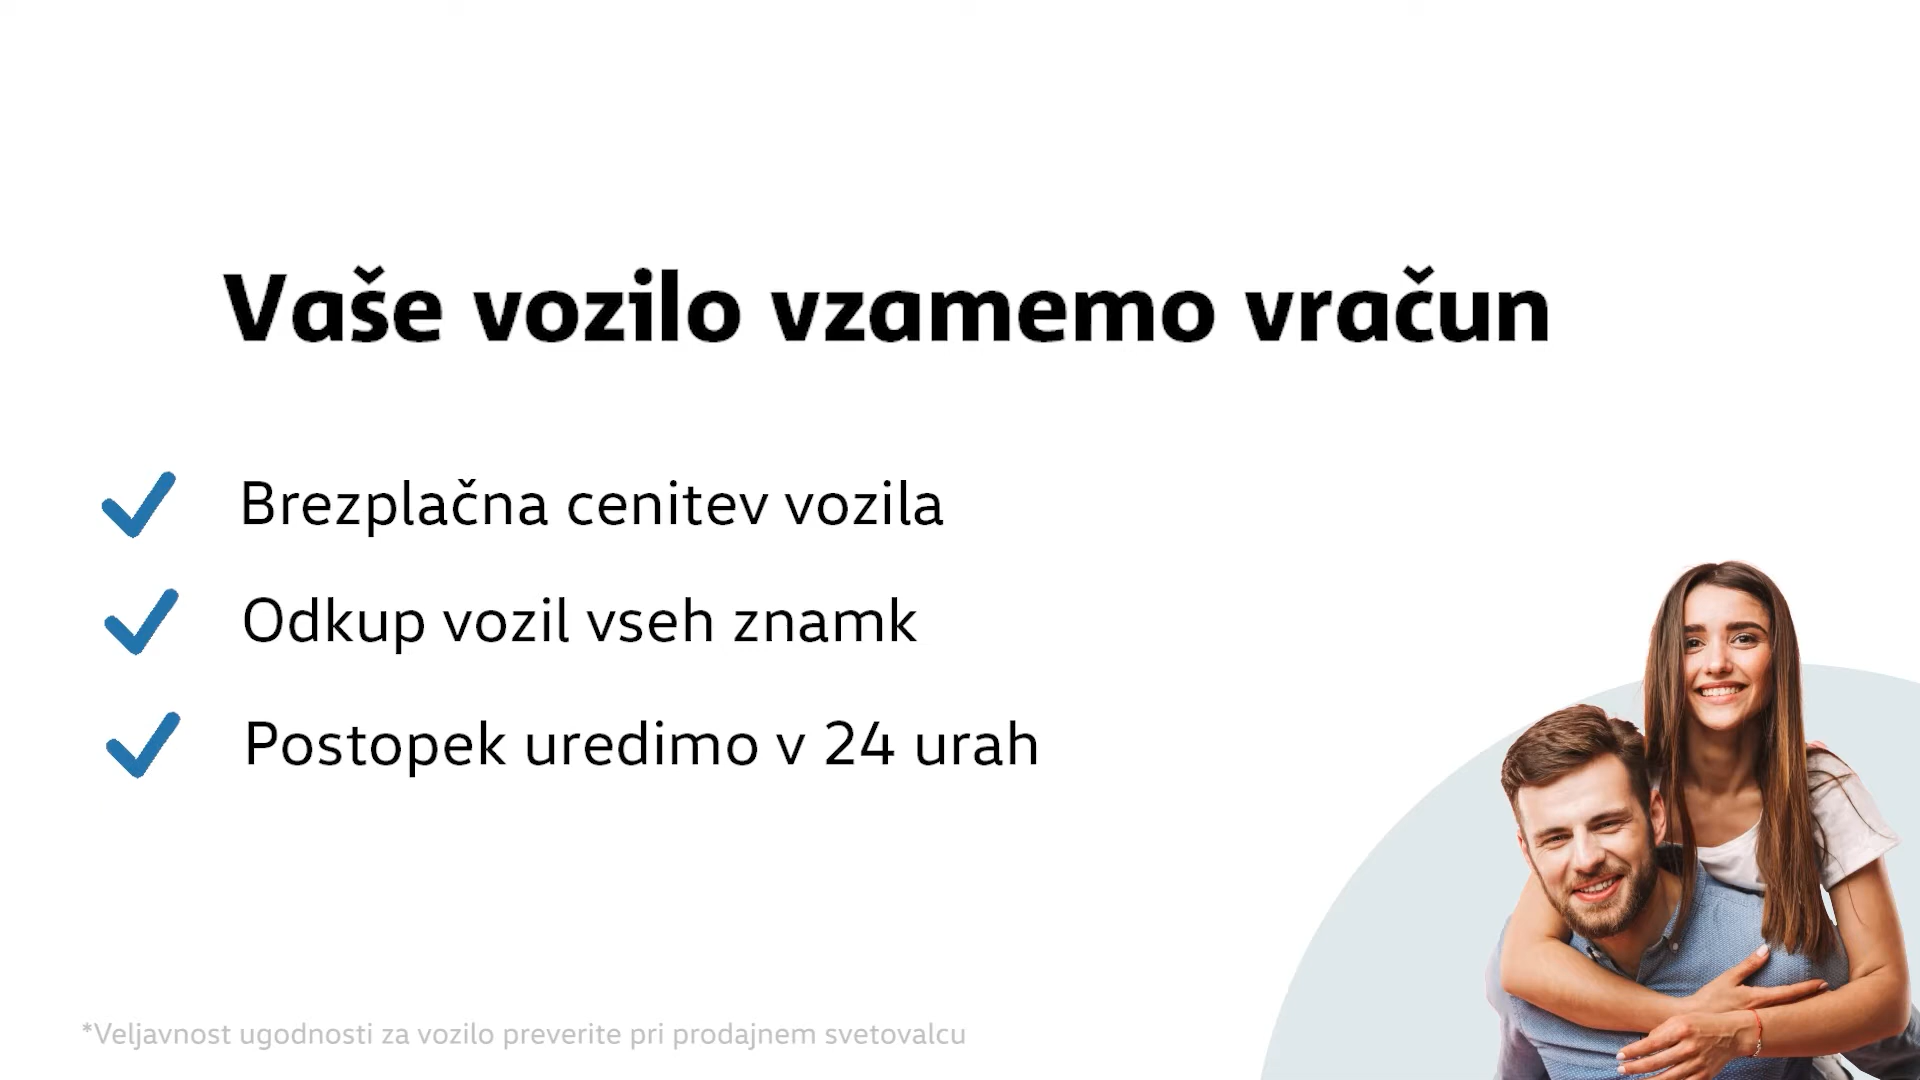 Vaše vozilo vzamemo vračun
Brezplačna cenitev vozila
Odkup vozil vseh znamk
Postopek uredimo v 24 urah
*Veljavnost ugodnosti za vozilo preverite pri prodajnem svetovalcu